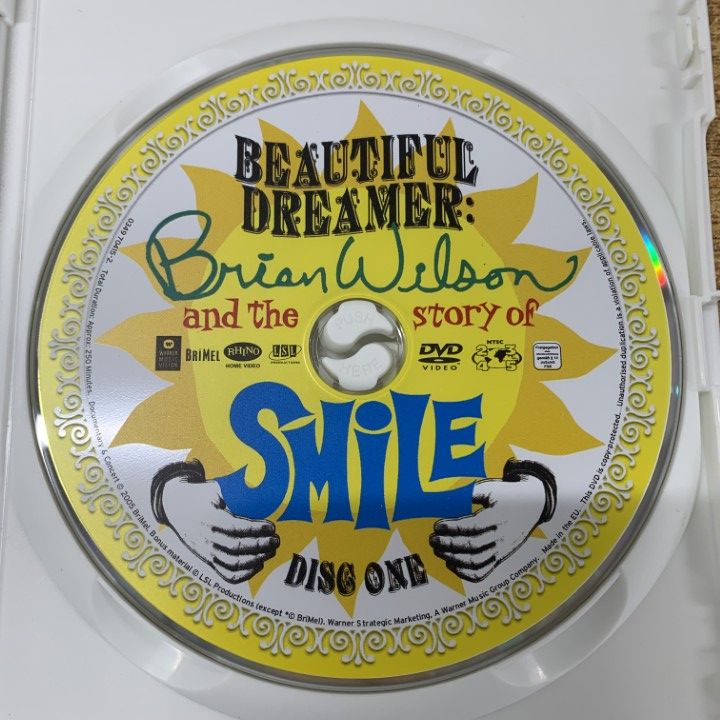 BEAUTIFUL
DREAMER:
Brian Wilson
and the story of
WARNER MUSIC VISION BRIMEL RHINO HOME VIDEO LSL PRODUCTIONS DVD VIDEO NTSC 2 3 4 5
PUSH
HERE
SMiLE
DISC ONE
0349 70415-2. Total Duration: Approx: 250 Minutes. Documentary & Concert © 2005 BriMel. Bonus material © LSL Productions (except *© BriMel). Warner Strategic Marketing. A Warner Music Group Company. Made in the EU. This DVD is copy protected. Unauthorised duplication is a violation of applicable laws.